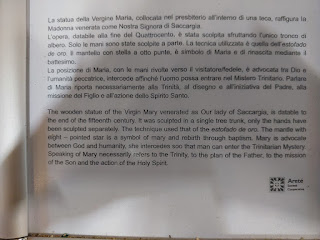 La statua della Vergine Maria, collocata nel presbiterio all'interno di una teca, raffigura la
Madonna venerata come Nostra Signora di Saccargia.
L'opera, databile alla fine del Quattrocento, è stata scolpita sfruttando l'unico tronco di
albero. Solo le mani sono state scolpite a parte. La tecnica utilizzata è quella dell'estofado
de oro. Il mantello con stella a otto punte, è simbolo di Maria e di rinascita mediante il
battesimo.
La posizione di Maria, con le mani rivolte verso il visitatore/fedele, è advocata tra Dio e
l'umanità peccatrice, intercede affinché l'uomo possa entrare nel Mistero Trinitario. Parlare
di Maria riporta necessariamente alla Trinità, al disegno e all'iniziativa del Padre, alla
missione del Figlio e all'azione dello Spirito Santo.
The wooden statue of the Virgin Mary venerated as Our lady of Saccargia, is datable to
the end of the fifteenth century. It was sculpted in a single tree trunk, only the hands have
been sculpted separately. The technique used that of the estofado de oro. The mantle with
eight – pointed star is a symbol of mary and rebirth through baptism. Mary is advocate
between God and humanity, she intercedes soo that man can enter the Trinitarian Mystery.
Speaking of Mary necessarily refers to the Trinity, to the plan of the Father, to the mission
of the Son and the action of the Holy Spirit.
Areté